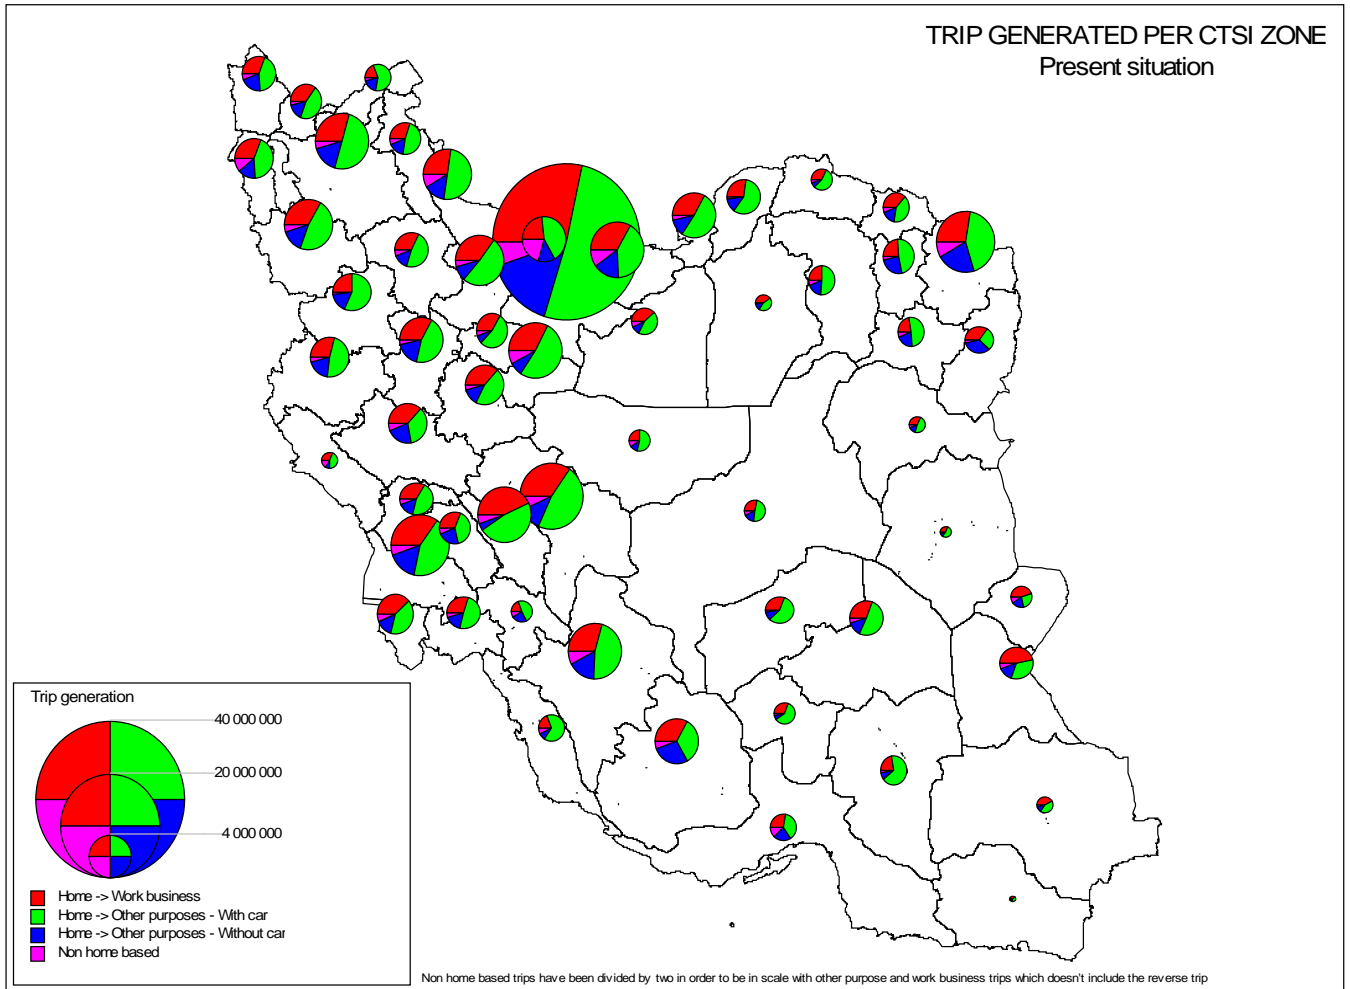 TRIP GENERATED PER CTSI ZONE
Present situation
Trip generation
40 000 000
20 000 000
4 000 000
Home -> Work business
Home -> Other purposes - With car
Home -> Other purposes - Without car
Non home based
Non home based trips have been divided by two in order to be in scale with other purpose and work business trips which doesn't include the reverse trip